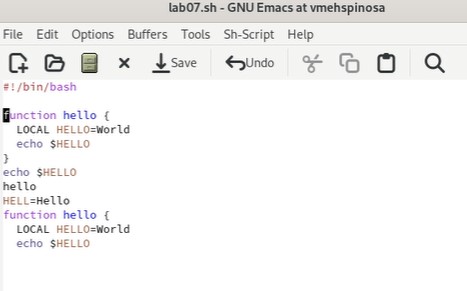 lab07.sh - GNU Emacs at vmehspinosa
File Edit Options Buffers Tools Sh-Script Help
Save Undo
#!/bin/bash
function hello {
  LOCAL HELLO=World
  echo $HELLO
}
echo $HELLO
hello
HELL=Hello
function hello {
  LOCAL HELLO=World
  echo $HELLO